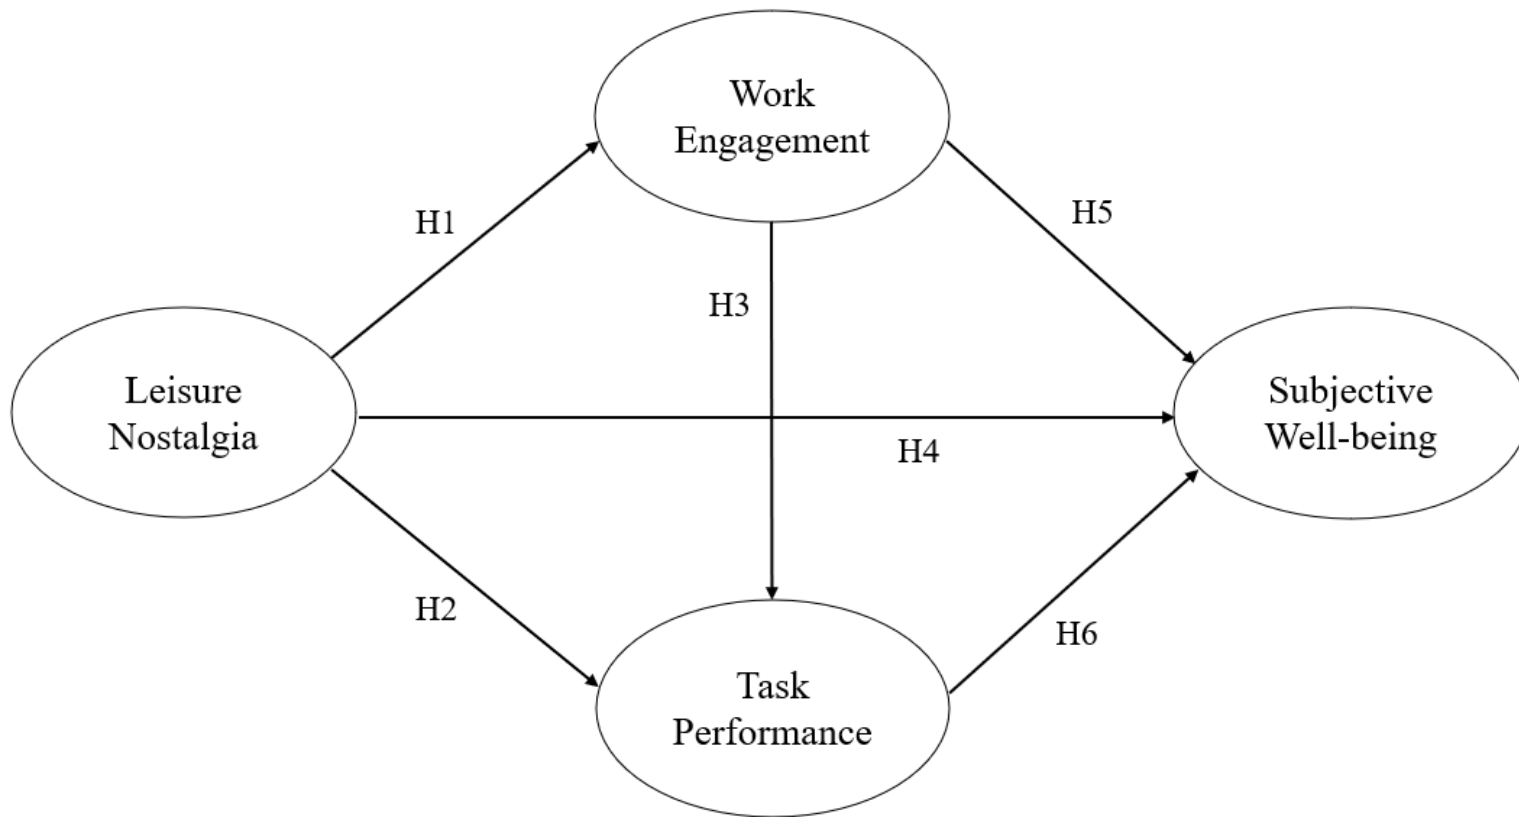 Work
Engagement
H1
H5
H3
Leisure
Nostalgia
Subjective
Well-being
H4
H2
H6
Task
Performance